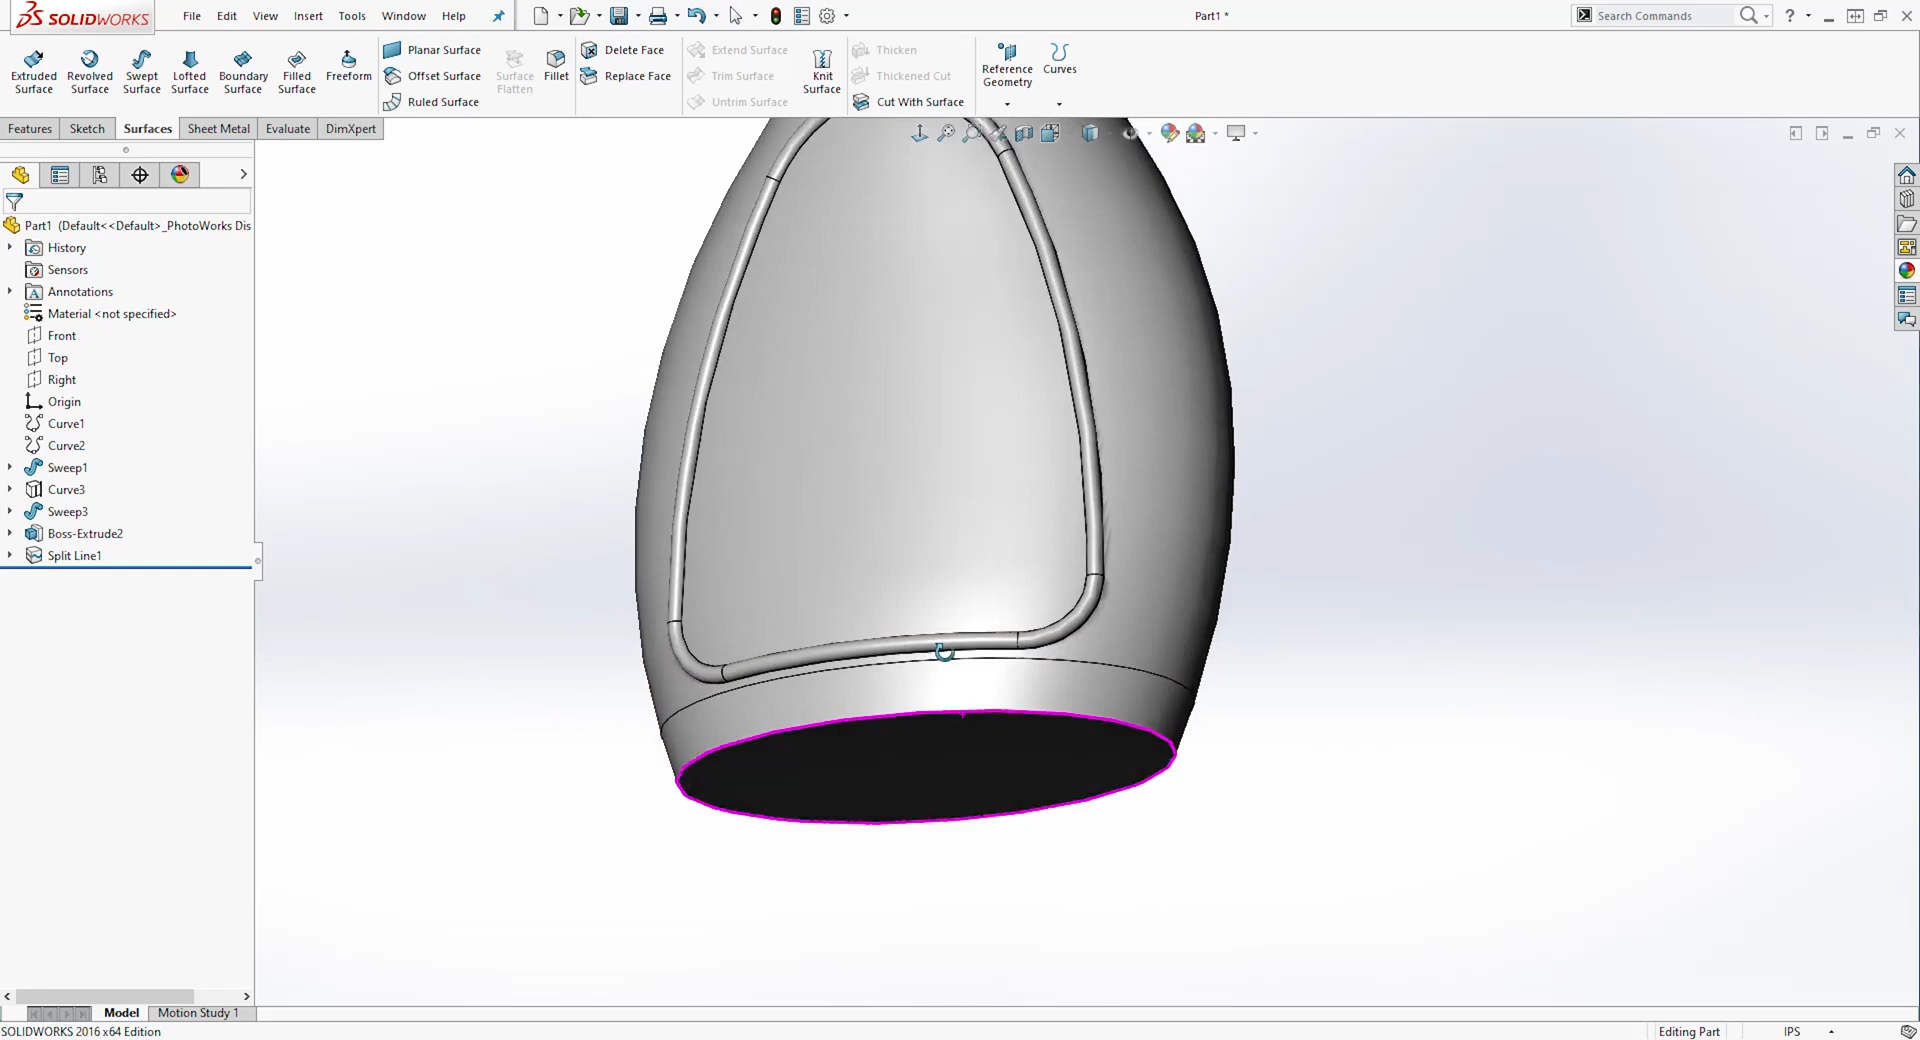 SOLIDWORKS File Edit View Insert Tools Window Help Part1 * Search Commands ?
Extruded Surface
Revolved Surface
Swept Surface
Lofted Surface
Boundary Surface
Filled Surface
Freeform
Planar Surface
Offset Surface
Ruled Surface
Surface Flatten
Fillet
Delete Face
Replace Face
Extend Surface
Trim Surface
Untrim Surface
Knit Surface
Thicken
Thickened Cut
Cut With Surface
Reference Geometry
Curves
Features Sketch Surfaces Sheet Metal Evaluate DimXpert
Part1 (Default<<Default>_PhotoWorks Dis
History
Sensors
Annotations
Material <not specified>
Front
Top
Right
Origin
Curve1
Curve2
Sweep1
Curve3
Sweep3
Boss-Extrude2
Split Line1
Model Motion Study 1
SOLIDWORKS 2016 x64 Edition Editing Part IPS